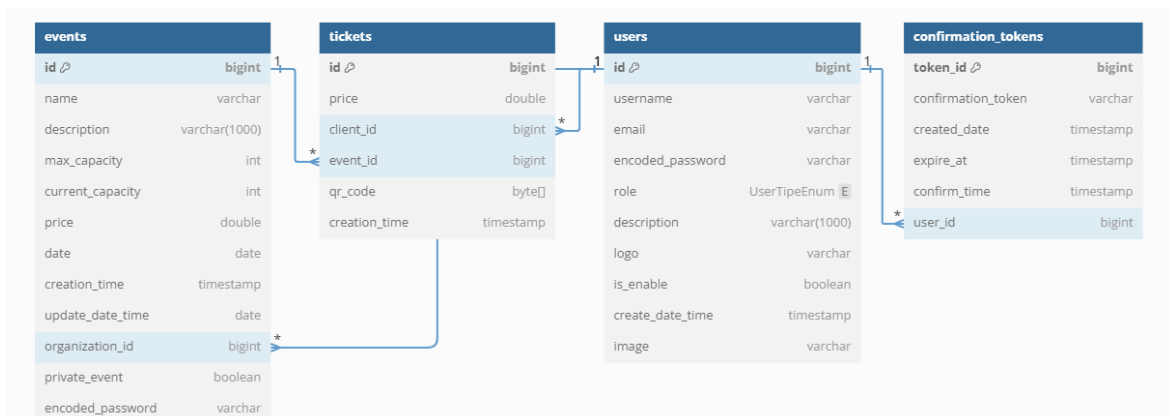 events
id bigint
name varchar
description varchar(1000)
max_capacity int
current_capacity int
price double
date date
creation_time timestamp
update_date_time date
organization_id bigint
private_event boolean
encoded_password varchar
1
*
*
tickets
id bigint
price double
client_id bigint
event_id bigint
qr_code byte[]
creation_time timestamp
*
1
users
id bigint
username varchar
email varchar
encoded_password varchar
role UserTipeEnum E
description varchar(1000)
logo varchar
is_enable boolean
create_date_time timestamp
image varchar
1
*
confirmation_tokens
token_id bigint
confirmation_token varchar
created_date timestamp
expire_at timestamp
confirm_time timestamp
user_id bigint